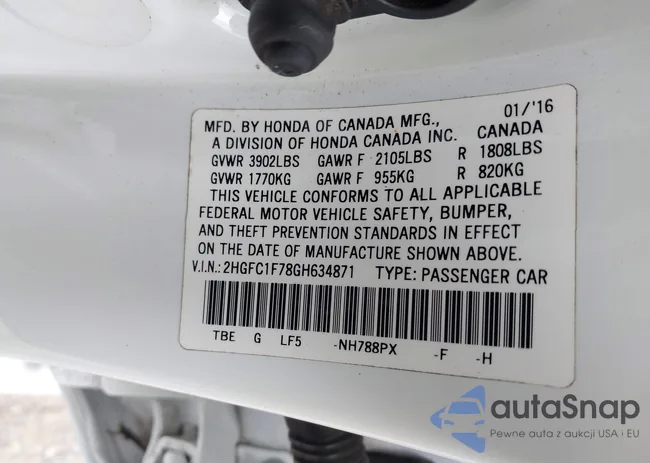 MFD. BY HONDA OF CANADA MFG., 01/'16
A DIVISION OF HONDA CANADA INC. CANADA
GVWR 3902LBS GAWR F 2105LBS R 1808LBS
GVWR 1770KG GAWR F 955KG R 820KG
THIS VEHICLE CONFORMS TO ALL APPLICABLE
FEDERAL MOTOR VEHICLE SAFETY, BUMPER,
AND THEFT PREVENTION STANDARDS IN EFFECT
ON THE DATE OF MANUFACTURE SHOWN ABOVE.
V.I.N.: 2HGFC1F78GH634871 TYPE: PASSENGER CAR
TBE G LF5 -NH788PX -F -H
autaSnap
Pewne auta z aukcji USA i EU